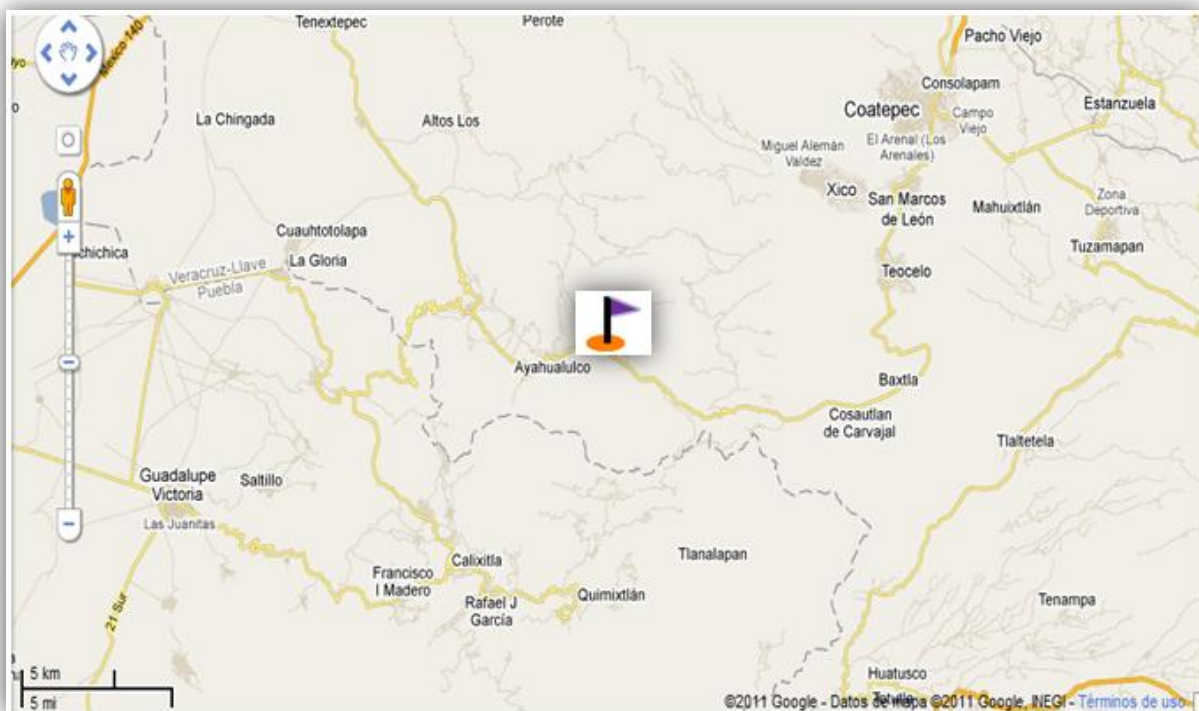 Tenextepec
Perote
Pacho Viejo
Mexico 140
Consolapam
La Chingada
Altos Los
Coatepec
Campo
Viejo
Estanzuela
El Arenal (Los
Arenales)
Miguel Alemán
Valdez
Xico
San Marcos
de León
Mahuixtlán
Zona
Deportiva
Cuauhtotolapa
Tuzamapan
La Gloria
Veracruz-Llave
Puebla
Teocelo
Ayahualulco
Baxtla
Cosautlan
de Carvajal
Tlaltetela
Guadalupe
Victoria
Saltillo
Las Juanitas
Calixitla
Tlanalapan
Francisco
I Madero
Rafael J
García
Quimixtlán
Tenampa
21 Sur
Huatusco
5 km
5 mi
©2011 Google - Datos de mapa ©2011 Google, INEGI - Términos de uso